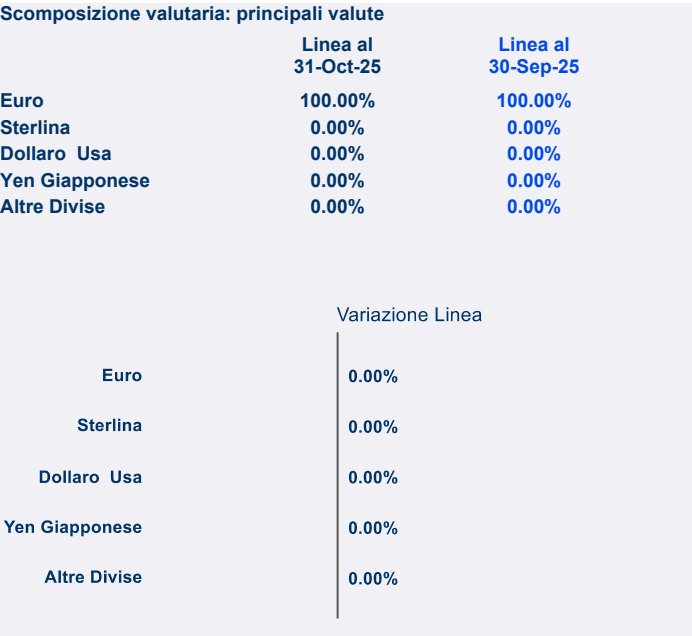 Scomposizione valutaria: principali valute
Linea al Linea al
31-Oct-25 30-Sep-25
Euro 100.00% 100.00%
Sterlina 0.00% 0.00%
Dollaro Usa 0.00% 0.00%
Yen Giapponese 0.00% 0.00%
Altre Divise 0.00% 0.00%
Variazione Linea
Euro 0.00%
Sterlina 0.00%
Dollaro Usa 0.00%
Yen Giapponese 0.00%
Altre Divise 0.00%